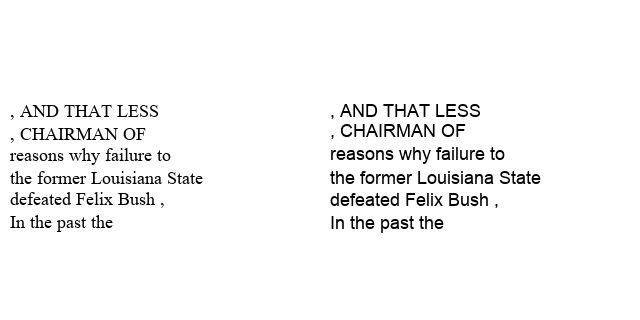 , AND THAT LESS
, CHAIRMAN OF
reasons why failure to
the former Louisiana State
defeated Felix Bush ,
In the past the
, AND THAT LESS
, CHAIRMAN OF
reasons why failure to
the former Louisiana State
defeated Felix Bush ,
In the past the